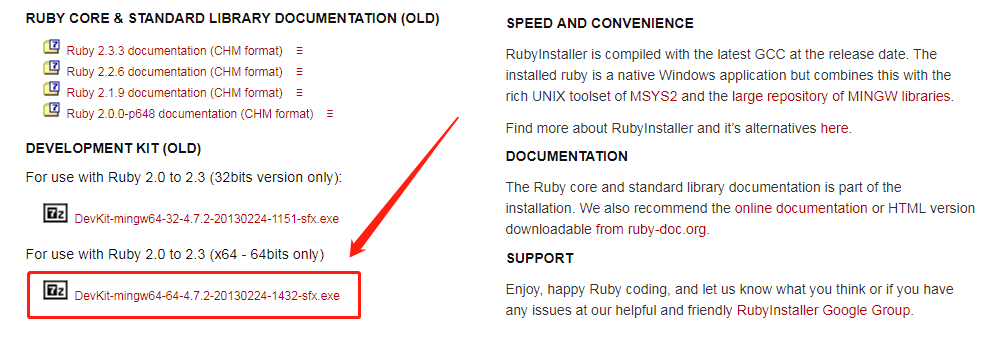 RUBY CORE & STANDARD LIBRARY DOCUMENTATION (OLD)
Ruby 2.3.3 documentation (CHM format)
Ruby 2.2.6 documentation (CHM format)
Ruby 2.1.9 documentation (CHM format)
Ruby 2.0.0-p648 documentation (CHM format)
DEVELOPMENT KIT (OLD)
For use with Ruby 2.0 to 2.3 (32bits version only):
7z DevKit-mingw64-32-4.7.2-20130224-1151-sfx.exe
For use with Ruby 2.0 to 2.3 (x64 - 64bits only)
7z DevKit-mingw64-64-4.7.2-20130224-1432-sfx.exe
SPEED AND CONVENIENCE
RubyInstaller is compiled with the latest GCC at the release date. The
installed ruby is a native Windows application but combines this with the
rich UNIX toolset of MSYS2 and the large repository of MINGW libraries.
Find more about RubyInstaller and it's alternatives here.
DOCUMENTATION
The Ruby core and standard library documentation is part of the
installation. We also recommend the online documentation or HTML version
downloadable from ruby-doc.org.
SUPPORT
Enjoy, happy Ruby coding, and let us know what you think or if you have
any issues at our helpful and friendly RubyInstaller Google Group.